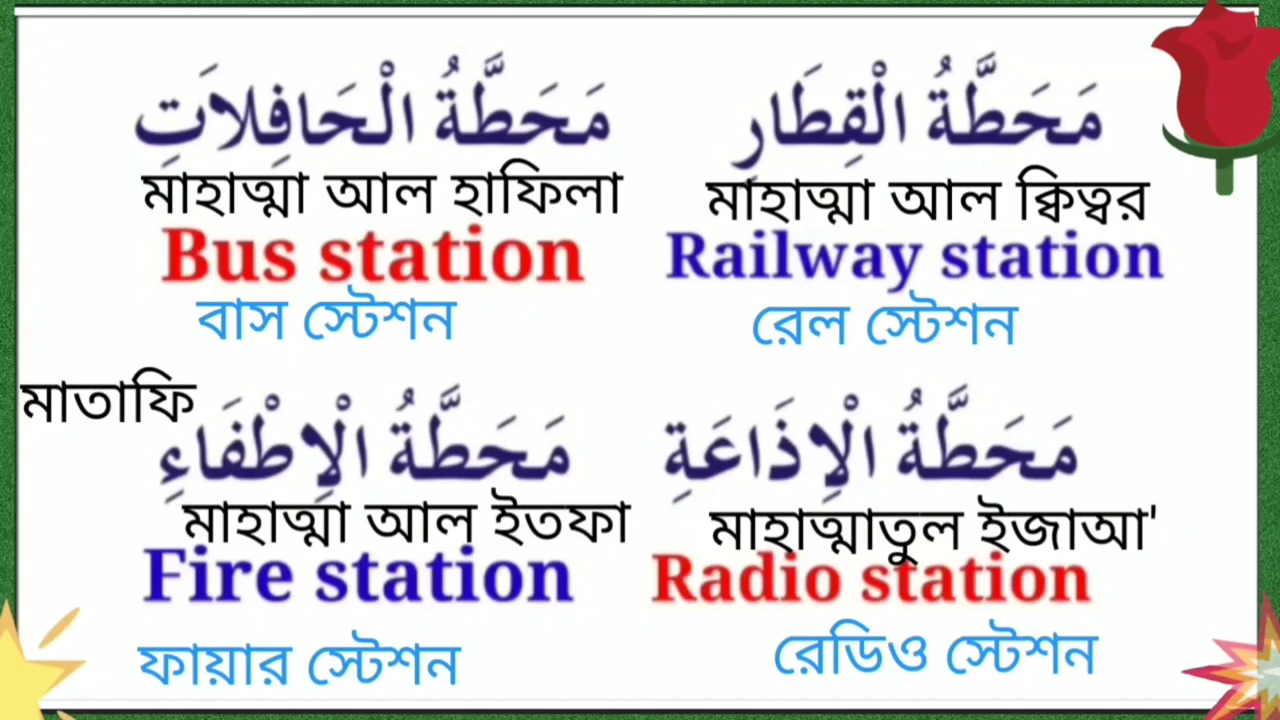 مَحَطَّةُ الْحَافِلاَتِ
মাহাত্মা আল হাফিলা
Bus station
বাস স্টেশন
مَحَطَّةُ الْقِطَارِ
মাহাত্মা আল ক্বিত্বর
Railway station
রেল স্টেশন
মাতাফি
مَحَطَّةُ الْاِطْفَاءِ
মাহাত্মা আল ইতফা
Fire station
ফায়ার স্টেশন
مَحَطَّةُ الْاِذَاعَةِ
মাহাত্মাতুল ইজাআ'
Radio station
রেডিও স্টেশন